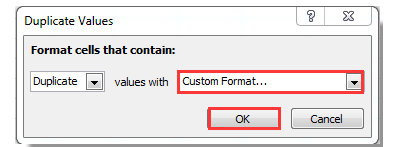 Duplicate Values
Format cells that contain:
Duplicate values with Custom Format...
OK Cancel